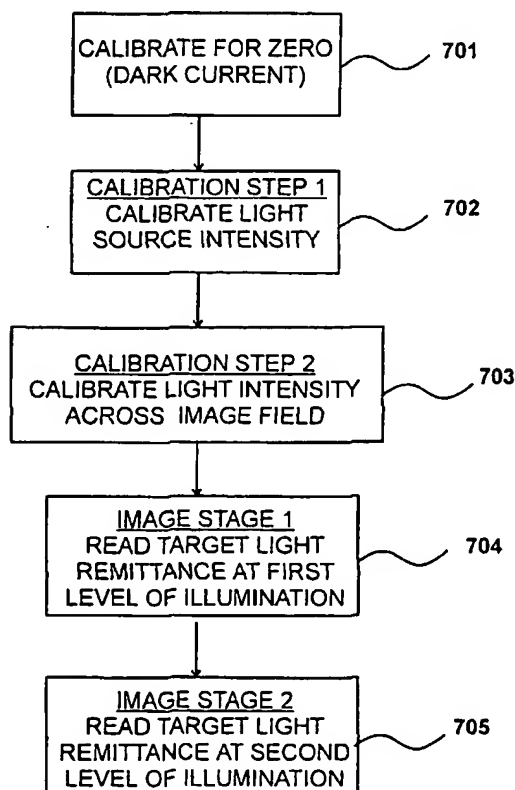 CALIBRATE FOR ZERO
(DARK CURRENT)
701
CALIBRATION STEP 1
CALIBRATE LIGHT
SOURCE INTENSITY
702
CALIBRATION STEP 2
CALIBRATE LIGHT INTENSITY
ACROSS IMAGE FIELD
703
IMAGE STAGE 1
READ TARGET LIGHT
REMITTANCE AT FIRST
LEVEL OF ILLUMINATION
704
IMAGE STAGE 2
READ TARGET LIGHT
REMITTANCE AT SECOND
LEVEL OF ILLUMINATION
705